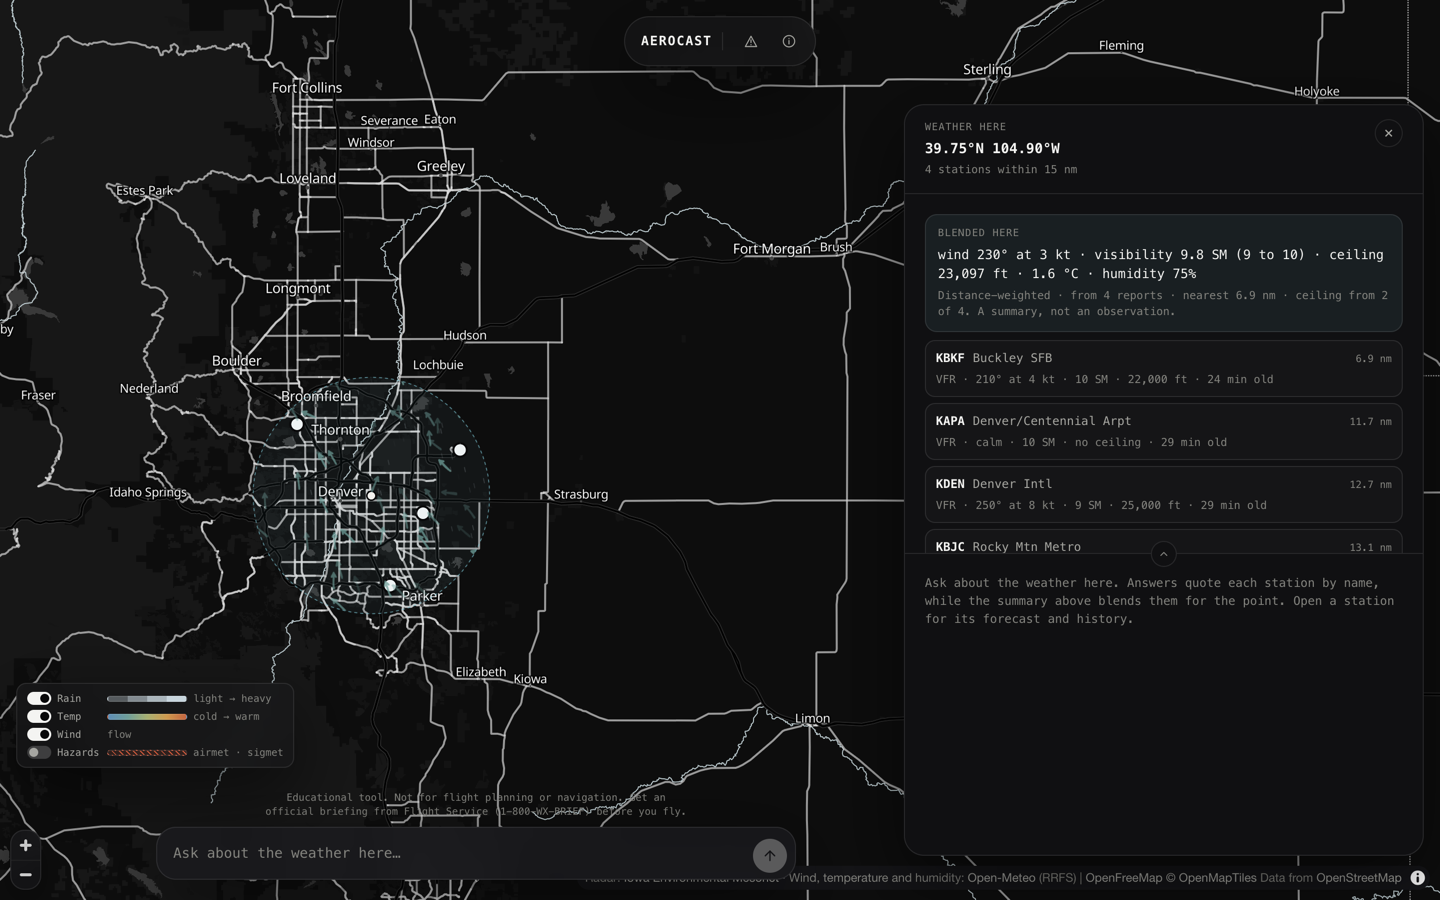 AEROCAST
Fleming
Sterling
Holyoke
Fort Collins
Severance
Eaton
Windsor
Greeley
Loveland
Estes Park
Fort Morgan
Brush
Longmont
by
Hudson
Boulder
Lochbuie
Nederland
Fraser
Broomfield
Thornton
Idaho Springs
Denver
Strasburg
Parker
Elizabeth
Kiowa
Limon
WEATHER HERE
39.75°N 104.90°W
4 stations within 15 nm
BLENDED HERE
wind 230° at 3 kt · visibility 9.8 SM (9 to 10) · ceiling
23,097 ft · 1.6 °C · humidity 75%
Distance-weighted · from 4 reports · nearest 6.9 nm · ceiling from 2
of 4. A summary, not an observation.
KBKF Buckley SFB 6.9 nm
VFR · 210° at 4 kt · 10 SM · 22,000 ft · 24 min old
KAPA Denver/Centennial Arpt 11.7 nm
VFR · calm · 10 SM · no ceiling · 29 min old
KDEN Denver Intl 12.7 nm
VFR · 250° at 8 kt · 9 SM · 25,000 ft · 29 min old
KBJC Rocky Mtn Metro 13.1 nm
Ask about the weather here. Answers quote each station by name,
while the summary above blends them for the point. Open a station
for its forecast and history.
Rain light → heavy
Temp cold → warm
Wind flow
Hazards airmet · sigmet
Educational tool. Not for flight planning or navigation. Get an
official briefing from Flight Service (1-800-WX-BRIEF) before you fly.
Ask about the weather here…
Wind, temperature and humidity: Open-Meteo (RRFS) | OpenFreeMap © OpenMapTiles Data from OpenStreetMap